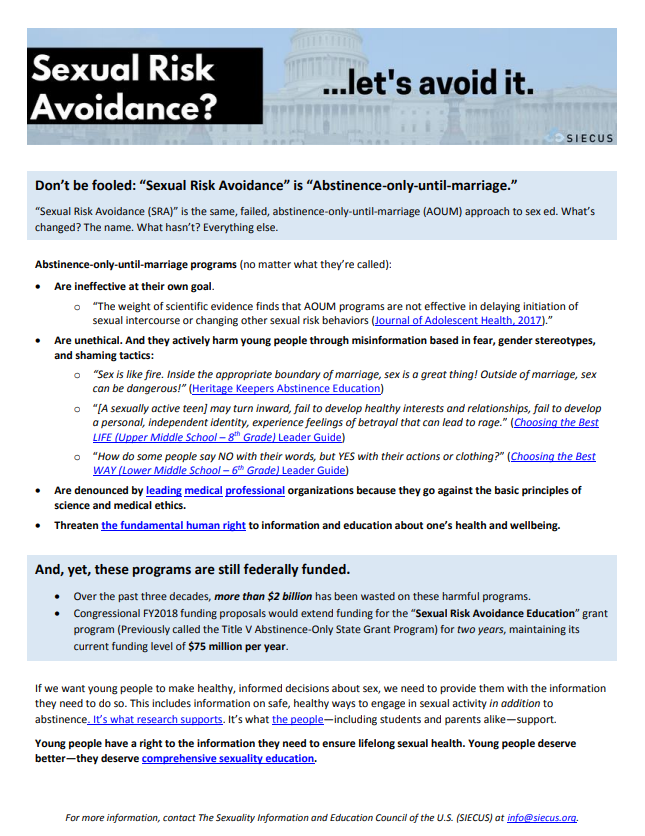 Sexual Risk
Avoidance?
...let's avoid it.
SIECUS
Don't be fooled: “Sexual Risk Avoidance” is “Abstinence-only-until-marriage.”
“Sexual Risk Avoidance (SRA)” is the same, failed, abstinence-only-until-marriage (AOUM) approach to sex ed. What's
changed? The name. What hasn't? Everything else.
Abstinence-only-until-marriage programs (no matter what they're called):
• Are ineffective at their own goal.
o “The weight of scientific evidence finds that AOUM programs are not effective in delaying initiation of
sexual intercourse or changing other sexual risk behaviors (Journal of Adolescent Health, 2017).”
• Are unethical. And they actively harm young people through misinformation based in fear, gender stereotypes,
and shaming tactics:
o “Sex is like fire. Inside the appropriate boundary of marriage, sex is a great thing! Outside of marriage, sex
can be dangerous!” (Heritage Keepers Abstinence Education)
o “[A sexually active teen] may turn inward, fail to develop healthy interests and relationships, fail to develop
a personal, independent identity, experience feelings of betrayal that can lead to rage.” (Choosing the Best
LIFE (Upper Middle School – 8th Grade) Leader Guide)
o “How do some people say NO with their words, but YES with their actions or clothing?” (Choosing the Best
WAY (Lower Middle School – 6th Grade) Leader Guide)
• Are denounced by leading medical professional organizations because they go against the basic principles of
science and medical ethics.
• Threaten the fundamental human right to information and education about one's health and wellbeing.
And, yet, these programs are still federally funded.
• Over the past three decades, more than $2 billion has been wasted on these harmful programs.
• Congressional FY2018 funding proposals would extend funding for the “Sexual Risk Avoidance Education” grant
program (Previously called the Title V Abstinence-Only State Grant Program) for two years, maintaining its
current funding level of $75 million per year.
If we want young people to make healthy, informed decisions about sex, we need to provide them with the information
they need to do so. This includes information on safe, healthy ways to engage in sexual activity in addition to
abstinence. It's what research supports. It's what the people—including students and parents alike—support.
Young people have a right to the information they need to ensure lifelong sexual health. Young people deserve
better—they deserve comprehensive sexuality education.
For more information, contact The Sexuality Information and Education Council of the U.S. (SIECUS) at info@siecus.org.